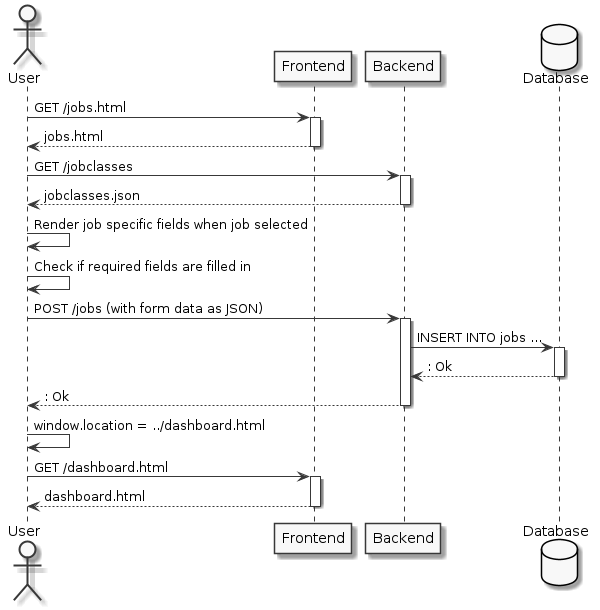 User
Frontend
Backend
Database
GET /jobs.html
jobs.html
GET /jobclasses
jobclasses.json
Render job specific fields when job selected
Check if required fields are filled in
POST /jobs (with form data as JSON)
INSERT INTO jobs ...
: Ok
: Ok
window.location = ../dashboard.html
GET /dashboard.html
dashboard.html
User
Frontend
Backend
Database